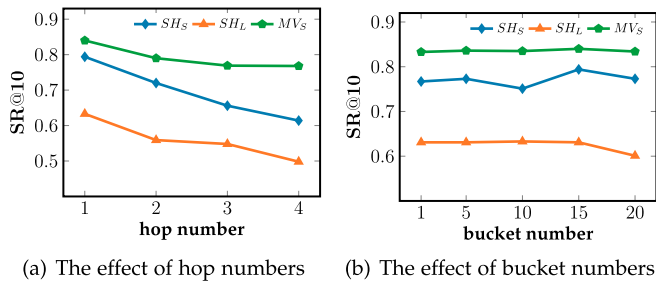 SH_S SH_L MV_S
0.9
0.8
0.7
0.6
0.5
SR@10
1 2 3 4
hop number
(a) The effect of hop numbers
SH_S SH_L MV_S
0.9
0.8
0.7
0.6
SR@10
1 5 10 15 20
bucket number
(b) The effect of bucket numbers